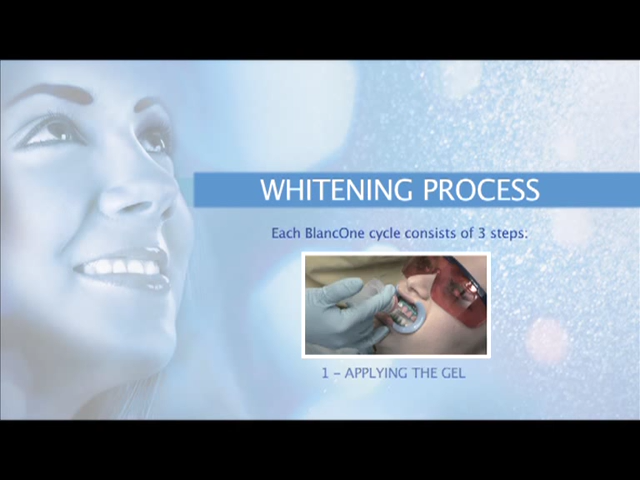 WHITENING PROCESS
Each BlancOne cycle consists of 3 steps:
1 - APPLYING THE GEL